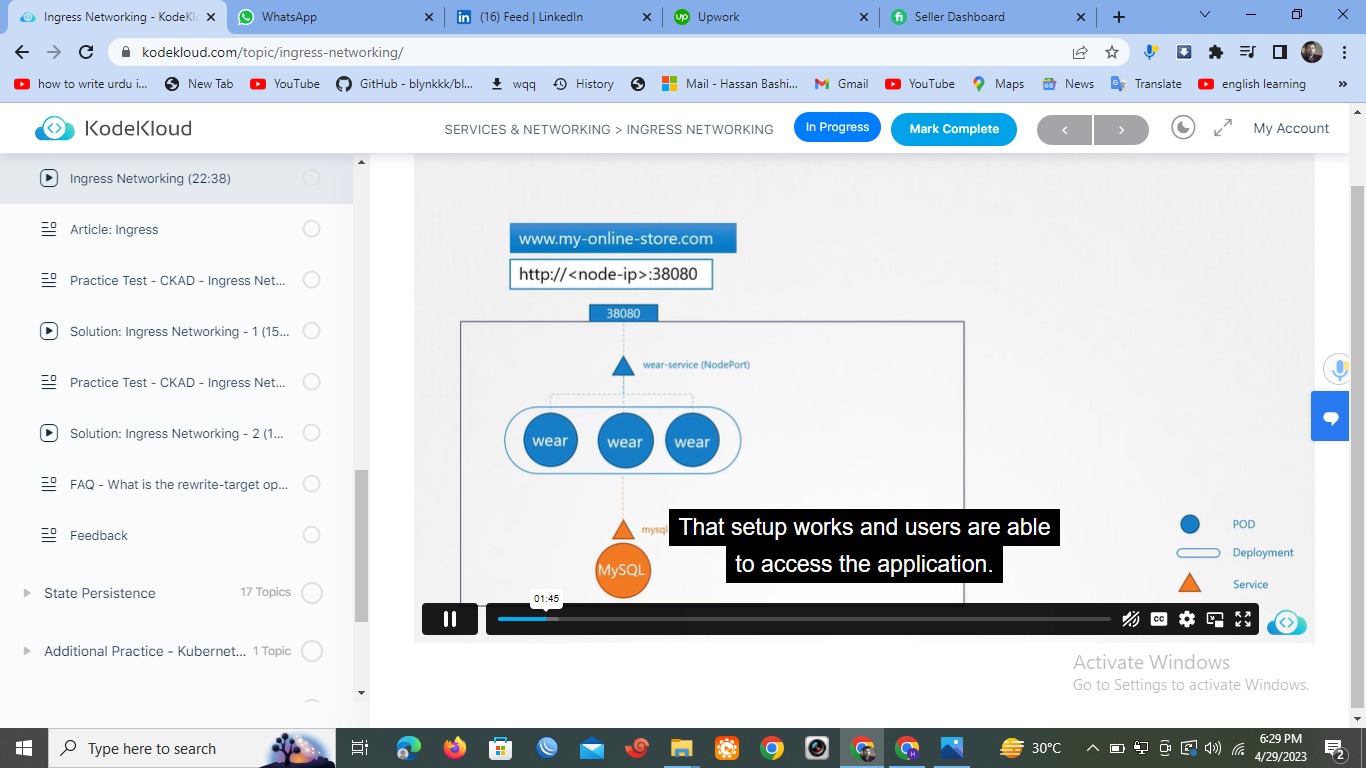 Ingress Networking - KodeKl
WhatsApp
(16) Feed | LinkedIn
Upwork
Seller Dashboard
kodekloud.com/topic/ingress-networking/
how to write urdu i...
New Tab
YouTube
GitHub - blynkkk/bl...
wqq
History
Mail - Hassan Bashi...
Gmail
YouTube
Maps
News
Translate
english learning
»
KodeKloud
SERVICES & NETWORKING > INGRESS NETWORKING
In Progress
Mark Complete
My Account
Ingress Networking (22:38)
Article: Ingress
Practice Test - CKAD - Ingress Net...
Solution: Ingress Networking - 1 (15...
Practice Test - CKAD - Ingress Net...
Solution: Ingress Networking - 2 (1...
FAQ - What is the rewrite-target op...
Feedback
State Persistence
17 Topics
Additional Practice - Kubernet...
1 Topic
www.my-online-store.com
http://<node-ip>:38080
38080
wear-service (NodePort)
wear wear wear
mysql
MySQL
That setup works and users are able
to access the application.
POD
Deployment
Service
01:45
CC
Activate Windows
Go to Settings to activate Windows.
Type here to search
30°C
6:29 PM
4/29/2023
2